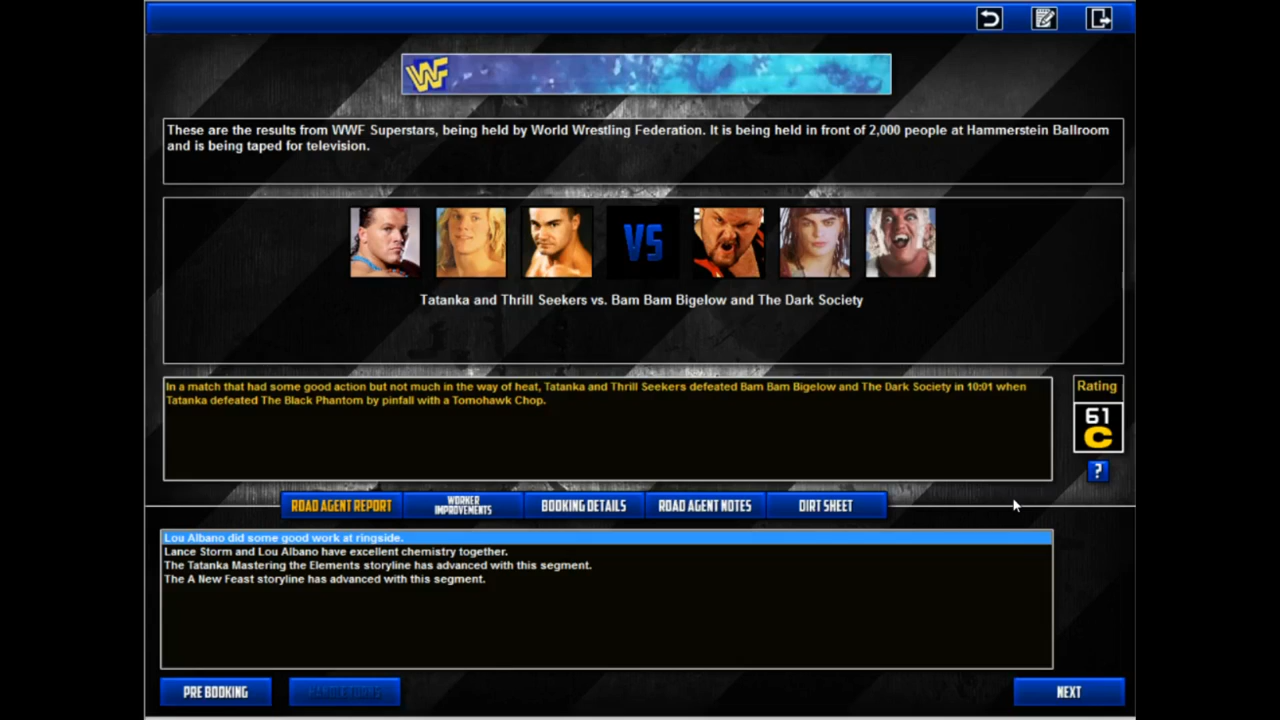 WF
These are the results from WWF Superstars, being held by World Wrestling Federation. It is being held in front of 2,000 people at Hammerstein Ballroom
and is being taped for television.
VS
Tatanka and Thrill Seekers vs. Bam Bam Bigelow and The Dark Society
In a match that had some good action but not much in the way of heat, Tatanka and Thrill Seekers defeated Bam Bam Bigelow and The Dark Society in 10:01 when
Tatanka defeated The Black Phantom by pinfall with a Tomohawk Chop.
Rating
61
C
?
ROAD AGENT REPORT
WORKER
IMPROVEMENTS
BOOKING DETAILS
ROAD AGENT NOTES
DIRT SHEET
Lou Albano did some good work at ringside.
Lance Storm and Lou Albano have excellent chemistry together.
The Tatanka Mastering the Elements storyline has advanced with this segment.
The A New Feast storyline has advanced with this segment.
PRE BOOKING
NEXT